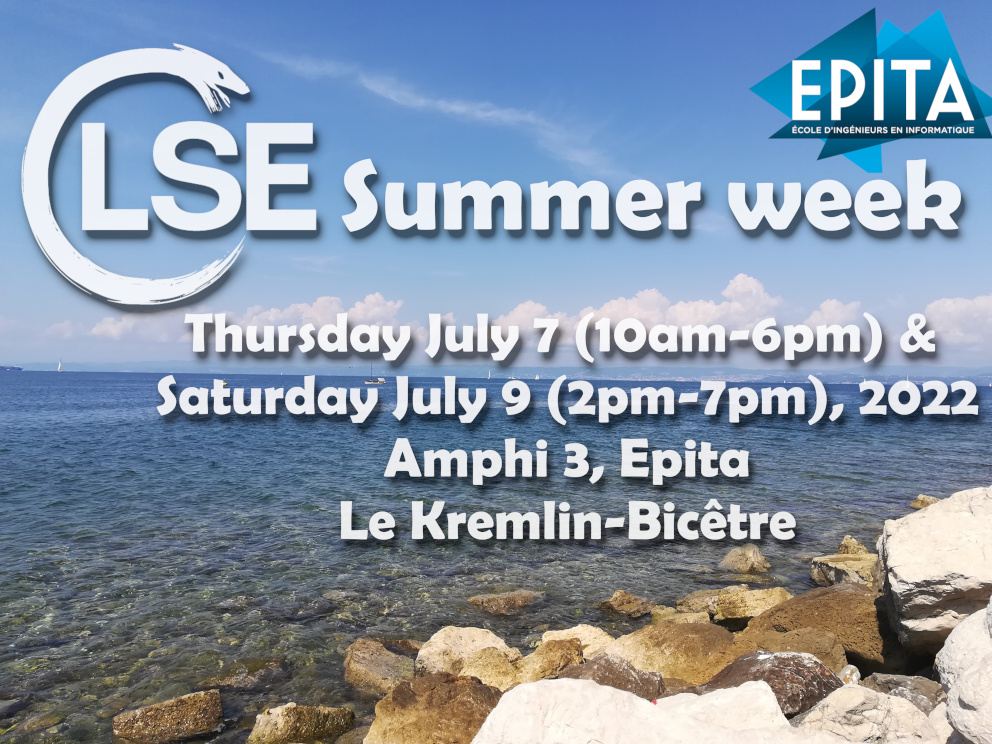 LSE Summer week
EPITA
ÉCOLE D'INGÉNIEURS EN INFORMATIQUE
Thursday July 7 (10am-6pm) &
Saturday July 9 (2pm-7pm), 2022
Amphi 3, Epita
Le Kremlin-Bicêtre